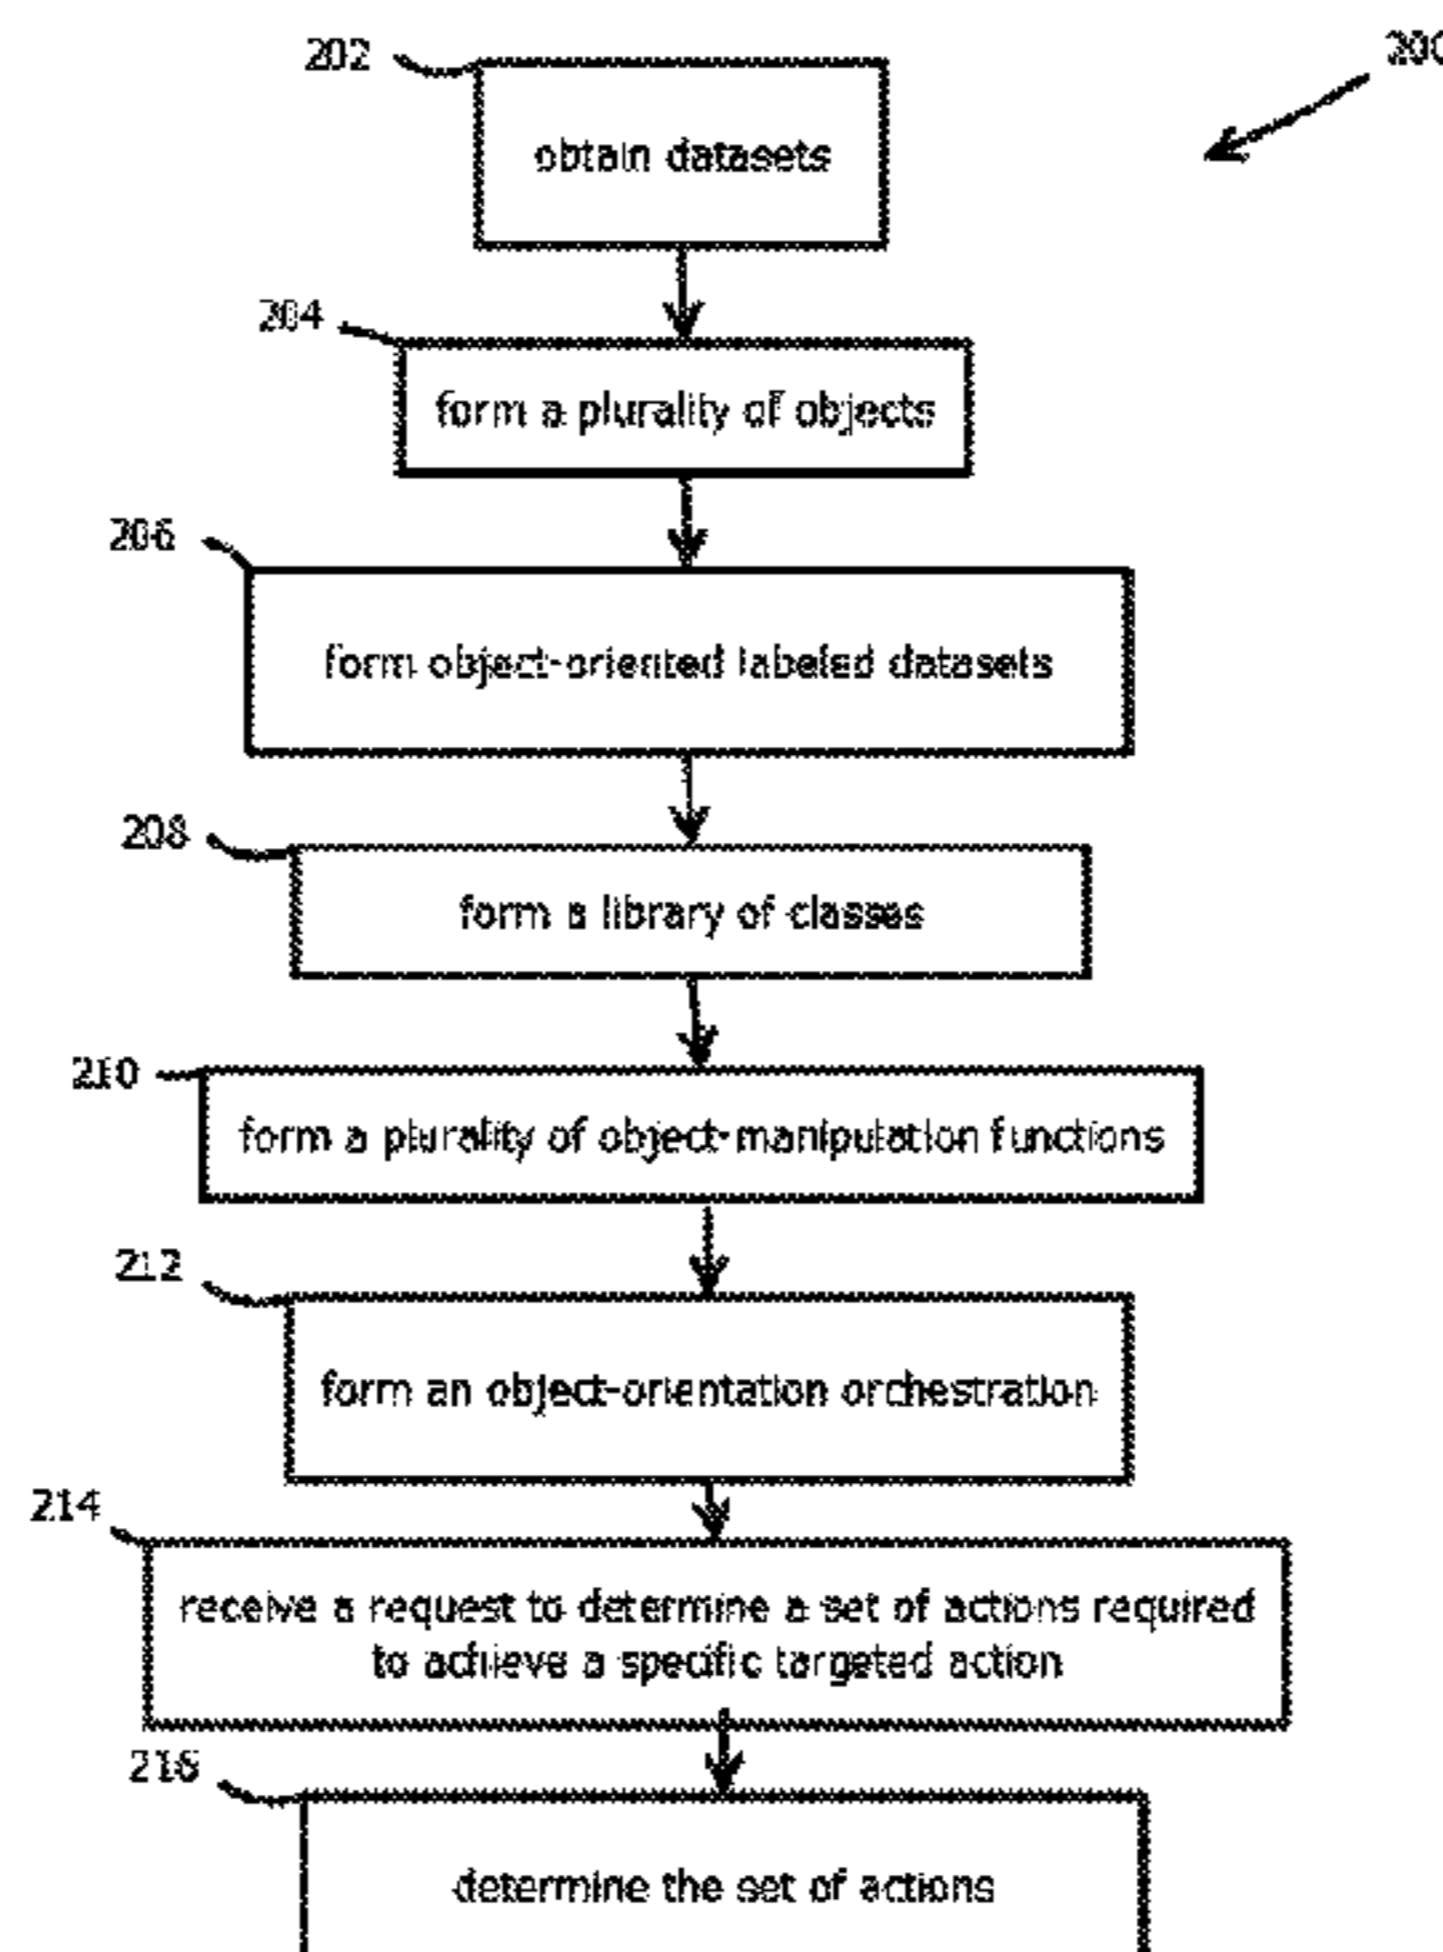 202
200
obtain datasets
204
form a plurality of objects
206
form object-oriented labeled datasets
208
form a library of classes
210
form a plurality of object-manipulation functions
212
form an object-orientation orchestration
214
receive a request to determine a set of actions required
to achieve a specific targeted action
216
determine the set of actions